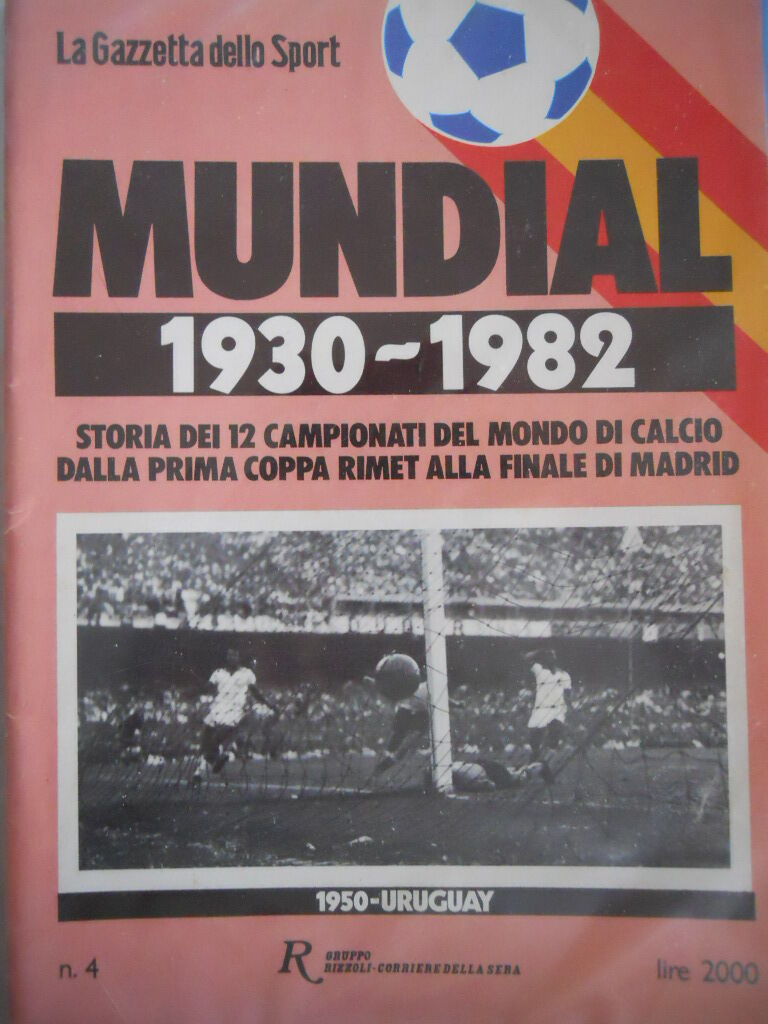 La Gazzetta dello Sport
MUNDIAL
1930-1982
STORIA DEI 12 CAMPIONATI DEL MONDO DI CALCIO
DALLA PRIMA COPPA RIMET ALLA FINALE DI MADRID
1950-URUGUAY
n. 4
R GRUPPO
RIZZOLI-CORRIERE DELLA SERA
lire 2000